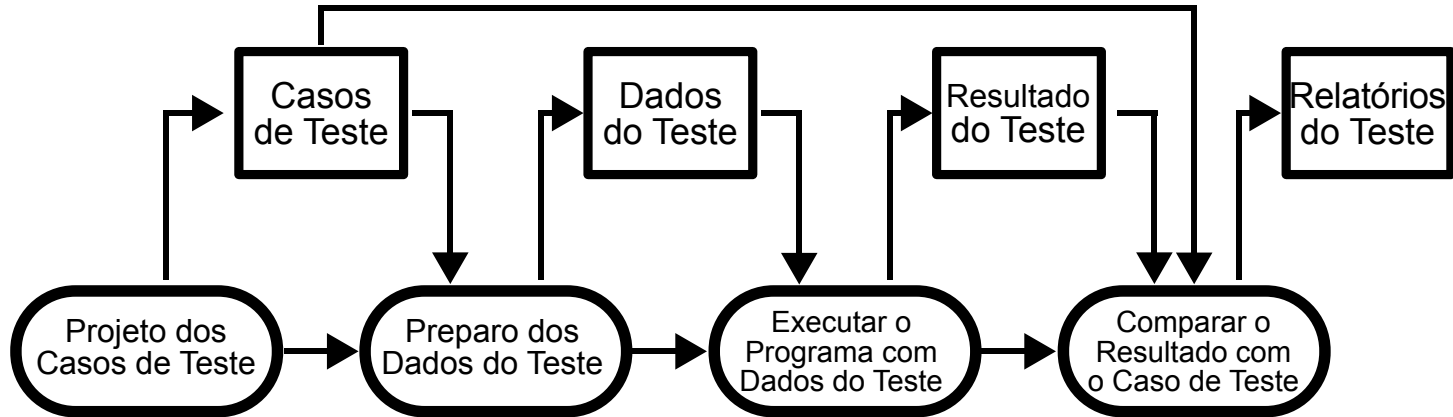 Casos
de Teste
Dados
do Teste
Resultado
do Teste
Relatórios
do Teste
Projeto dos
Casos de Teste
Preparo dos
Dados do Teste
Executar o
Programa com
Dados do Teste
Comparar o
Resultado com
o Caso de Teste